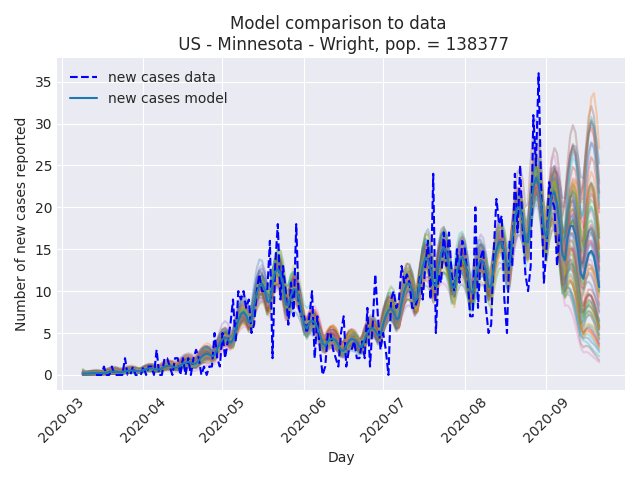 Model comparison to data
US - Minnesota - Wright, pop. = 138377
new cases data
new cases model
Number of new cases reported
35
30
25
20
15
10
5
0
2020-03
2020-04
2020-05
2020-06
2020-07
2020-08
2020-09
Day